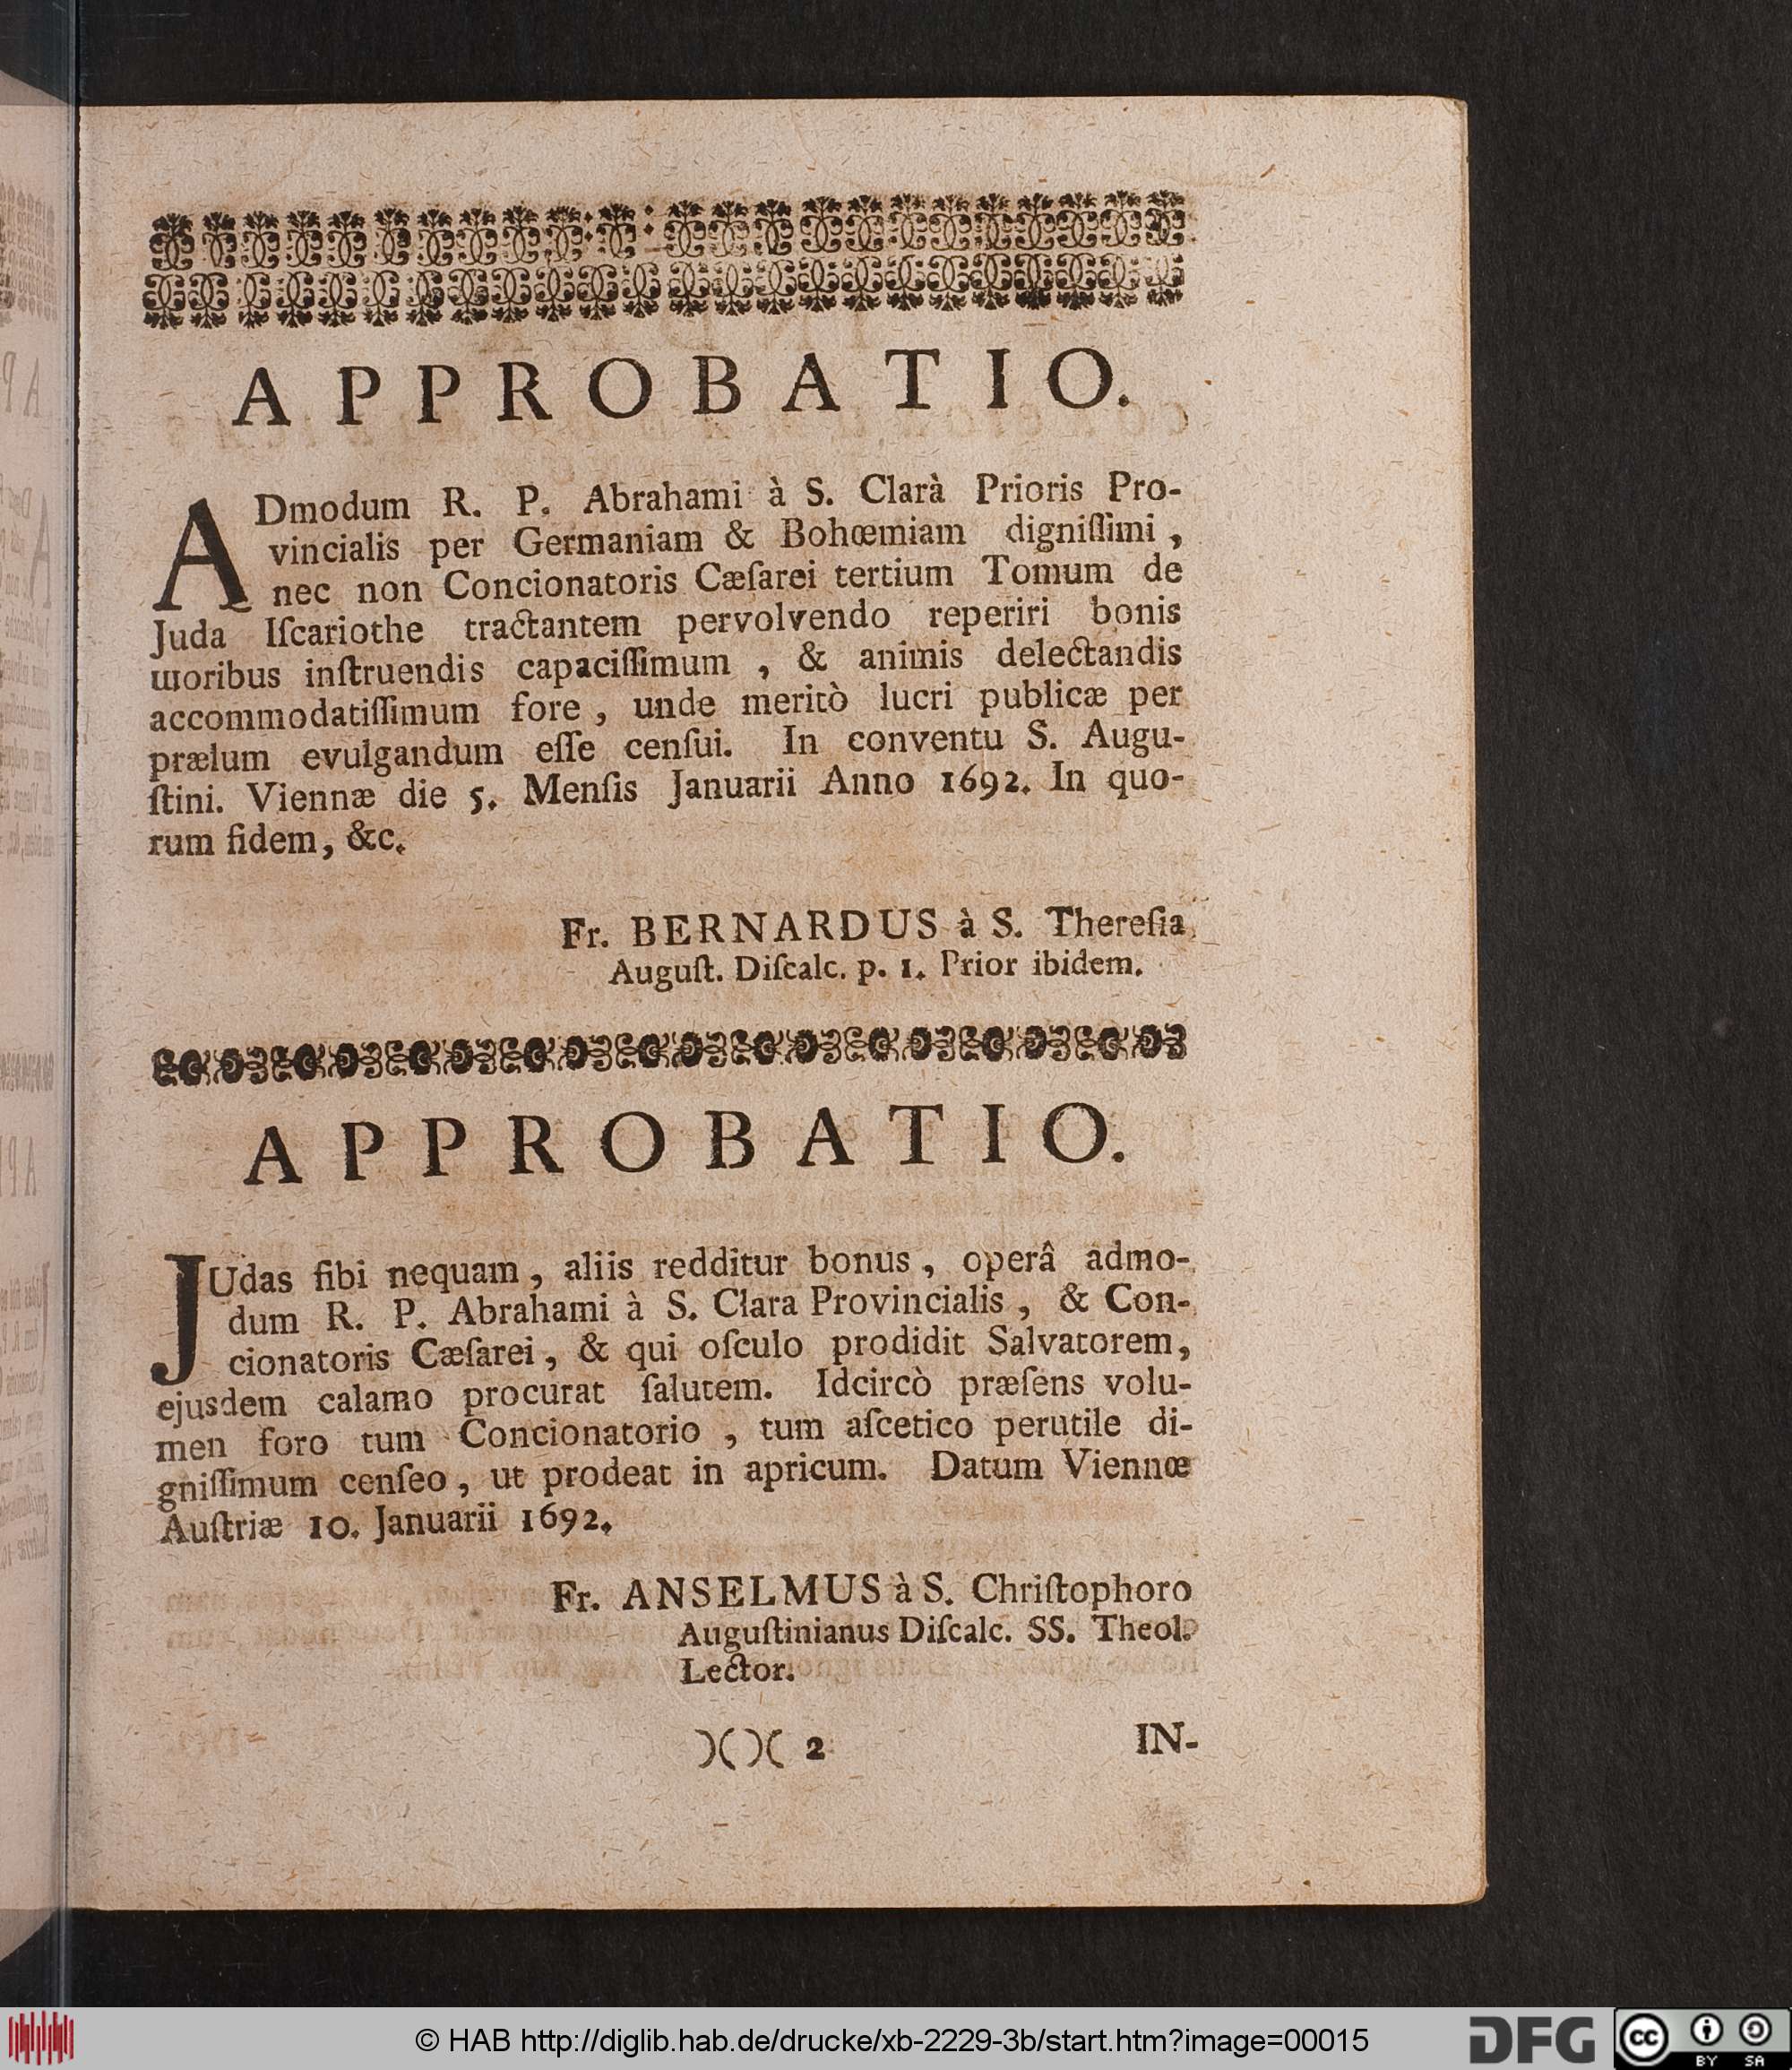 APPROBATIO.
ADmodum R. P. Abrahami à S. Clarà Prioris Pro-
vincialis per Germaniam & Bohœmiam digniſſimi,
nec non Concionatoris Cæſarei tertium Tomum de
Juda Iſcariothe tractantem pervolvendo reperiri bonis
moribus inſtruendis capaciſſimum, & animis delectandis
accommodatiſſimum fore, unde meritò lucri publicæ per
prælum evulgandum eſſe cenſui. In conventu S. Augu-
ſtini. Viennæ die 5. Menſis Januarii Anno 1692. In quo-
rum fidem, &c.
Fr. BERNARDUS à S. Thereſia
Auguſt. Diſcalc. p. 1. Prior ibidem.
APPROBATIO.
JUdas ſibi nequam, aliis redditur bonus, operâ admo-
dum R. P. Abrahami à S. Clara Provincialis, & Con-
cionatoris Cæſarei, & qui oſculo prodidit Salvatorem,
ejusdem calamo procurat ſalutem. Idcircò præſens volu-
men foro tum Concionatorio, tum aſcetico perutile di-
gniſſimum cenſeo, ut prodeat in apricum. Datum Viennœ
Auſtriæ 10. Januarii 1692.
Fr. ANSELMUS à S. Chriſtophoro
Auguſtinianus Diſcalc. SS. Theol.
Lector.
)( )( 2 IN-
© HAB http://diglib.hab.de/drucke/xb-2229-3b/start.htm?image=00015
DFG
cc BY SA